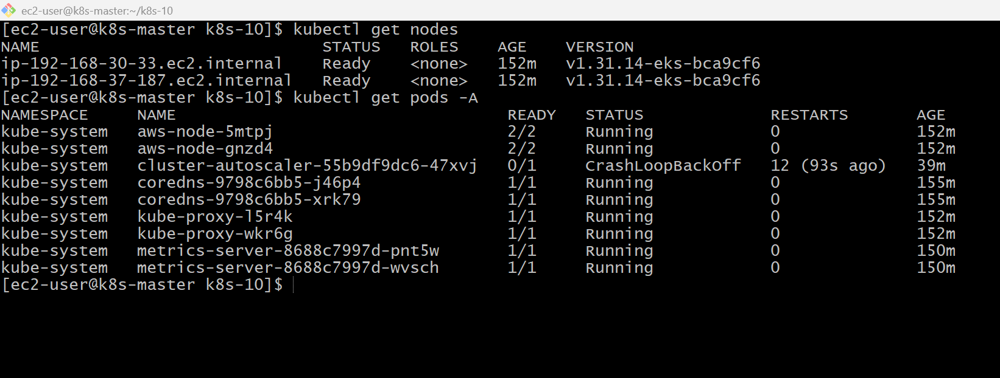 ec2-user@k8s-master:~/k8s-10
[ec2-user@k8s-master k8s-10]$ kubectl get nodes
NAME                             STATUS   ROLES    AGE    VERSION
ip-192-168-30-33.ec2.internal    Ready    <none>   152m   v1.31.14-eks-bca9cf6
ip-192-168-37-187.ec2.internal   Ready    <none>   152m   v1.31.14-eks-bca9cf6
[ec2-user@k8s-master k8s-10]$ kubectl get pods -A
NAMESPACE     NAME                                  READY   STATUS             RESTARTS       AGE
kube-system   aws-node-5mtpj                        2/2     Running            0              152m
kube-system   aws-node-gnzd4                        2/2     Running            0              152m
kube-system   cluster-autoscaler-55b9df9dc6-47xvj   0/1     CrashLoopBackOff   12 (93s ago)   39m
kube-system   coredns-9798c6bb5-j46p4               1/1     Running            0              155m
kube-system   coredns-9798c6bb5-xrk79               1/1     Running            0              155m
kube-system   kube-proxy-l5r4k                      1/1     Running            0              152m
kube-system   kube-proxy-wkr6g                      1/1     Running            0              152m
kube-system   metrics-server-8688c7997d-pnt5w       1/1     Running            0              150m
kube-system   metrics-server-8688c7997d-wvsch       1/1     Running            0              150m
[ec2-user@k8s-master k8s-10]$